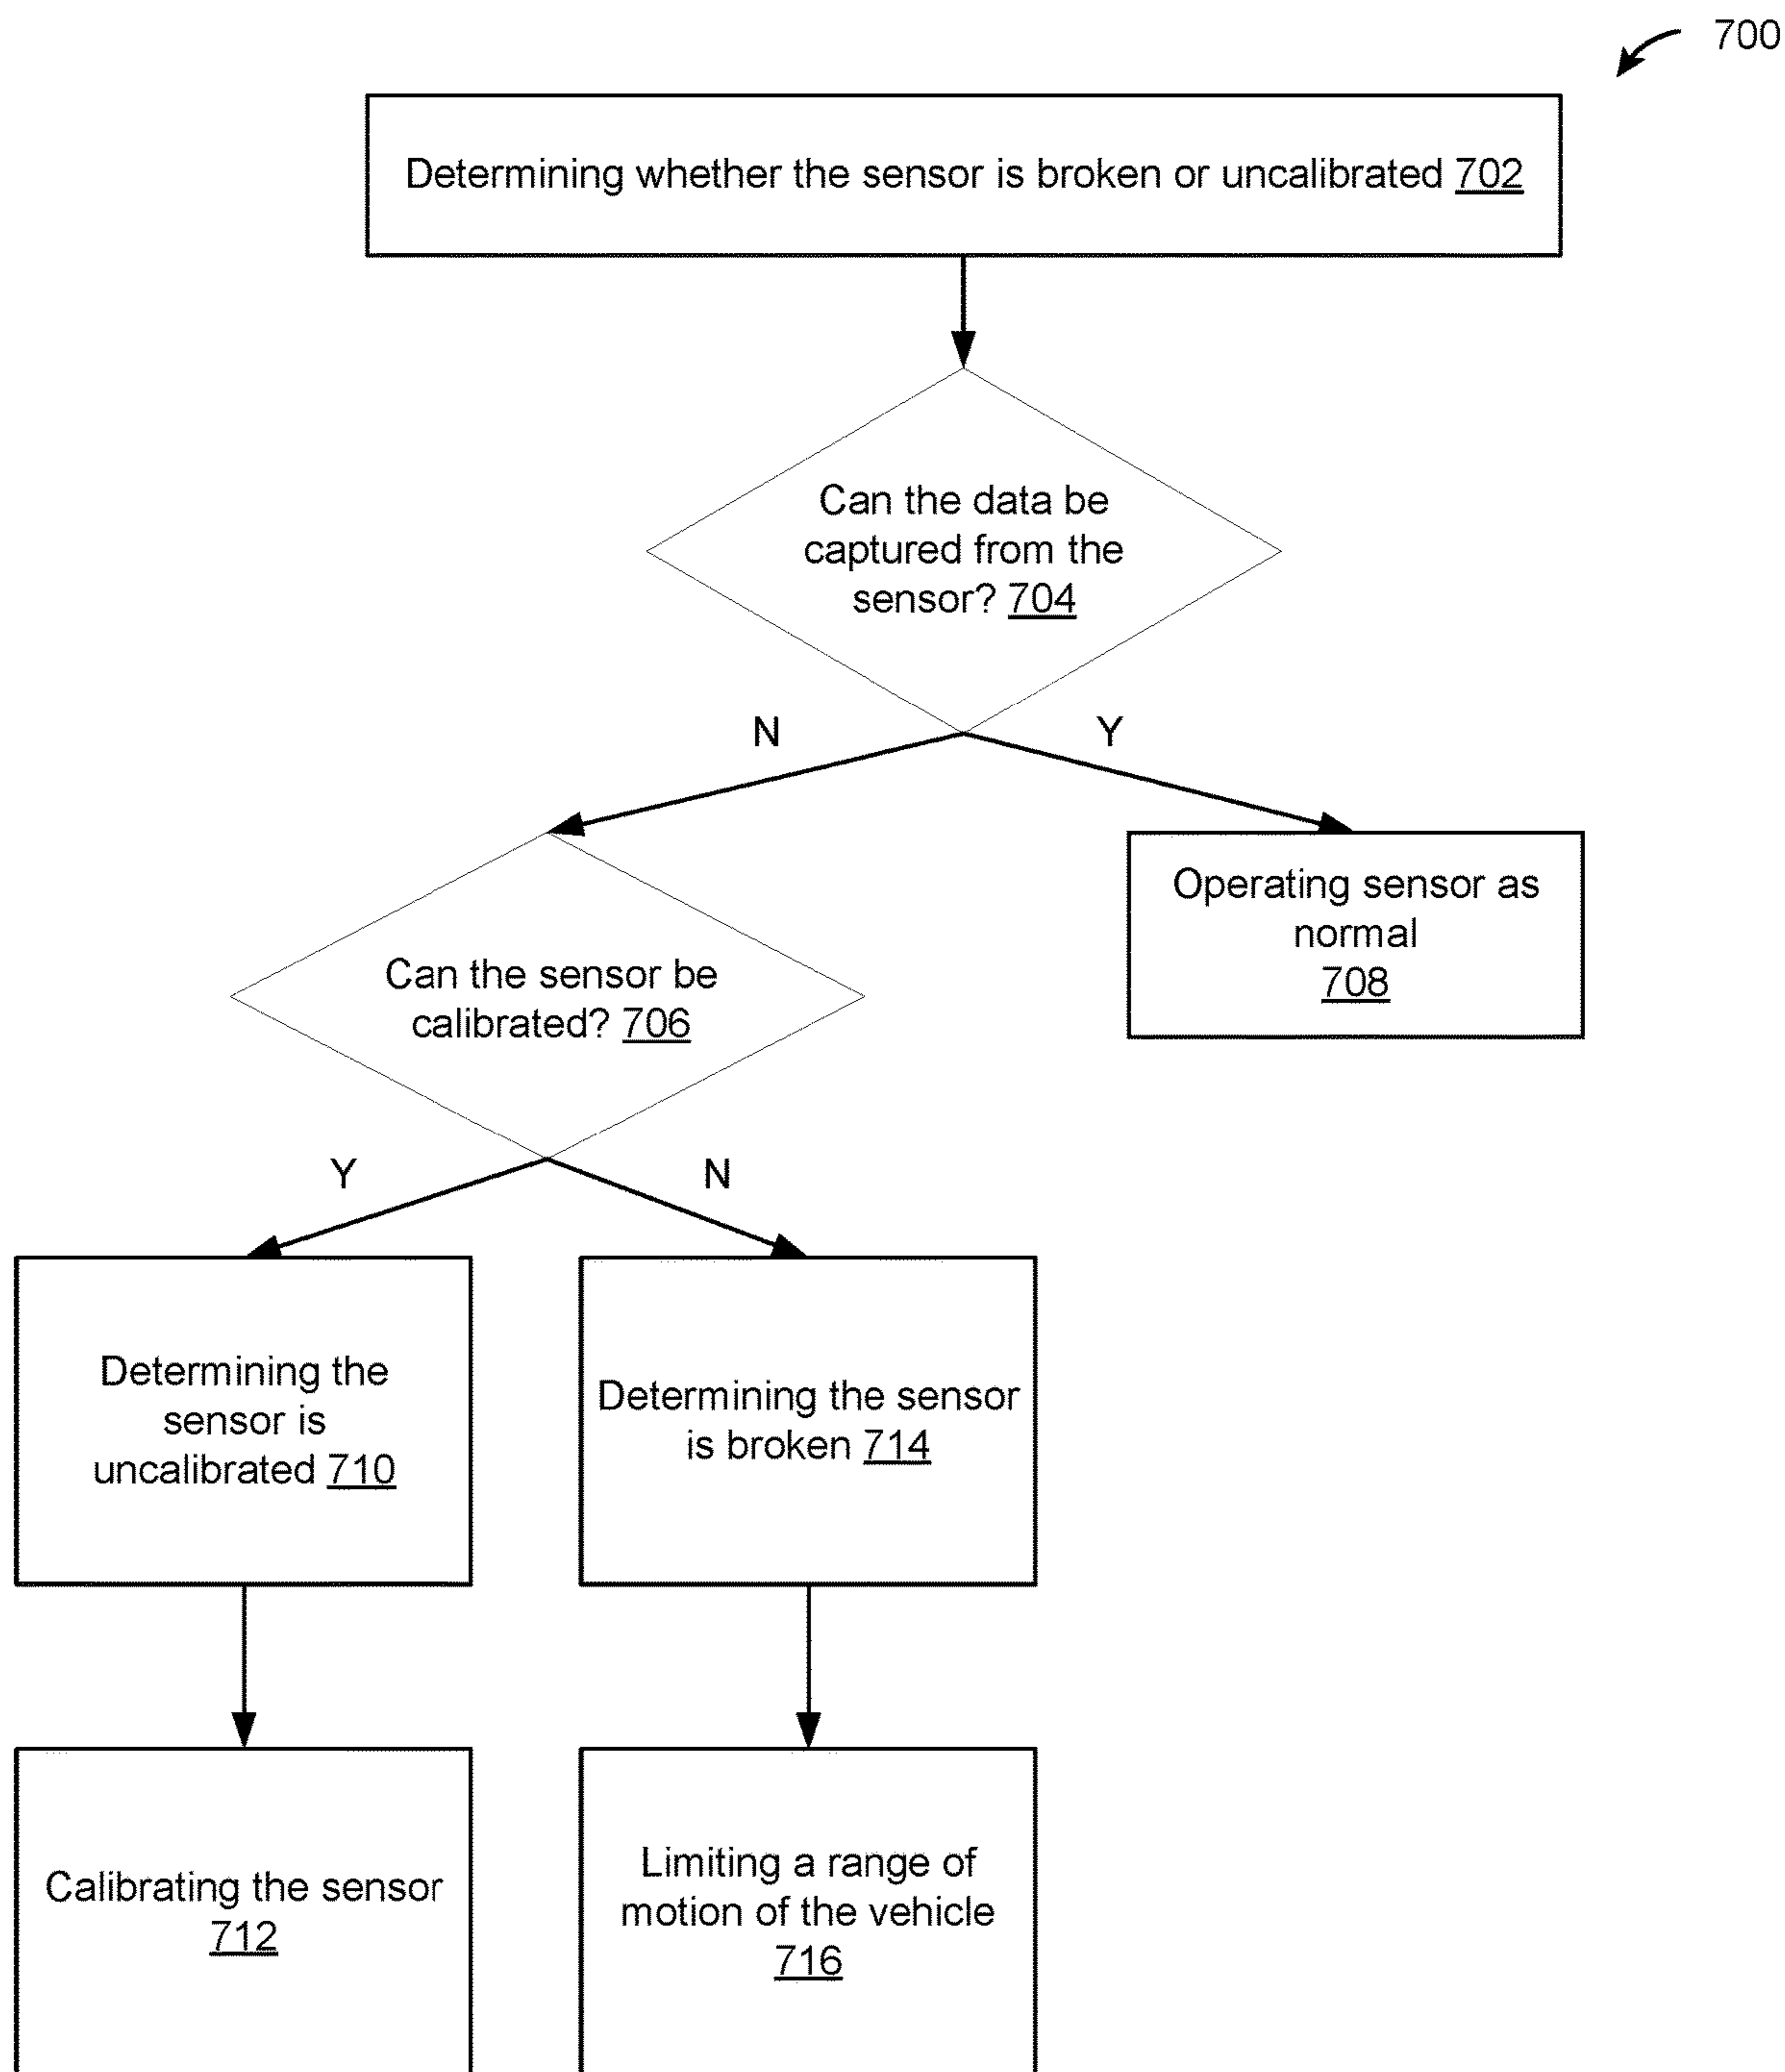 700
Determining whether the sensor is broken or uncalibrated 702
Can the data be
captured from the
sensor? 704
N
Y
Can the sensor be
calibrated? 706
Operating sensor as
normal
708
Y
N
Determining the
sensor is
uncalibrated 710
Determining the sensor
is broken 714
Calibrating the sensor
712
Limiting a range of
motion of the vehicle
716